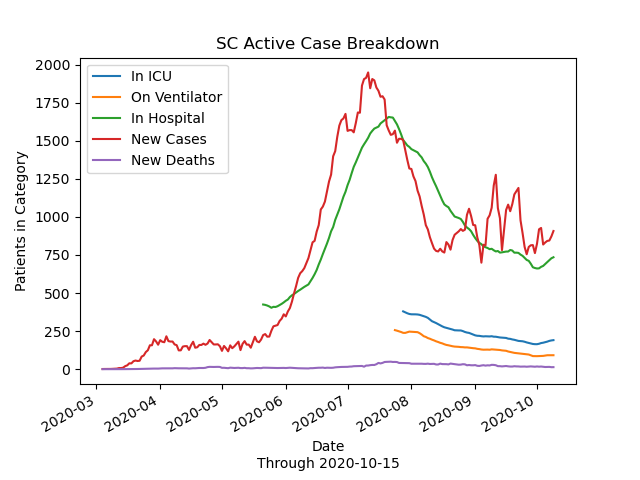 SC Active Case Breakdown
Patients in Category
2000
1750
1500
1250
1000
750
500
250
0
In ICU
On Ventilator
In Hospital
New Cases
New Deaths
2020-03
2020-04
2020-05
2020-06
2020-07
2020-08
2020-09
2020-10
Date
Through 2020-10-15